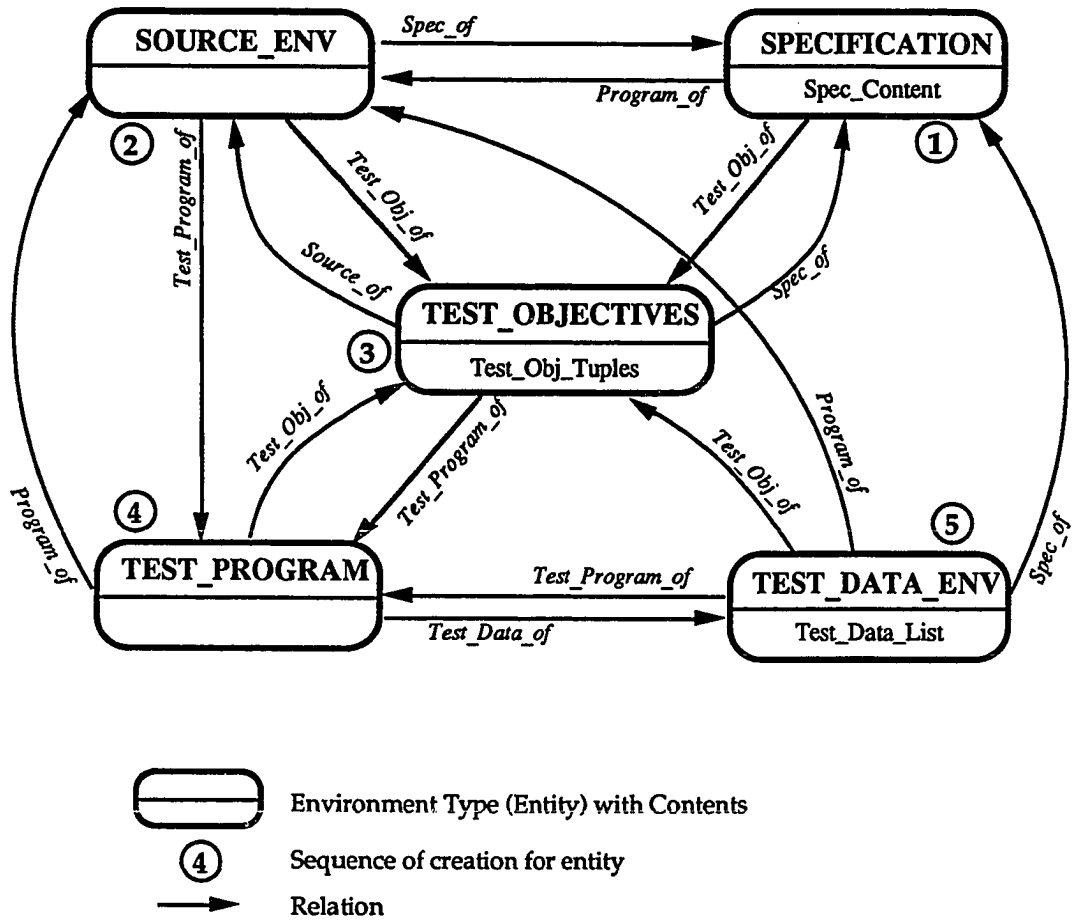 SOURCE_ENV
Spec_of
SPECIFICATION
Program_of
Spec_Content
2
1
Test_Program_of
Test_Obj_of
Test_Obj_of
Source_of
Spec_of
TEST_OBJECTIVES
3
Test_Obj_Tuples
Test_Obj_of
Test_Program_of
Test_Obj_of
Program_of
Program_of
4
5
Spec_of
TEST_PROGRAM
Test_Program_of
TEST_DATA_ENV
Test_Data_of
Test_Data_List
Environment Type (Entity) with Contents
4
Sequence of creation for entity
Relation